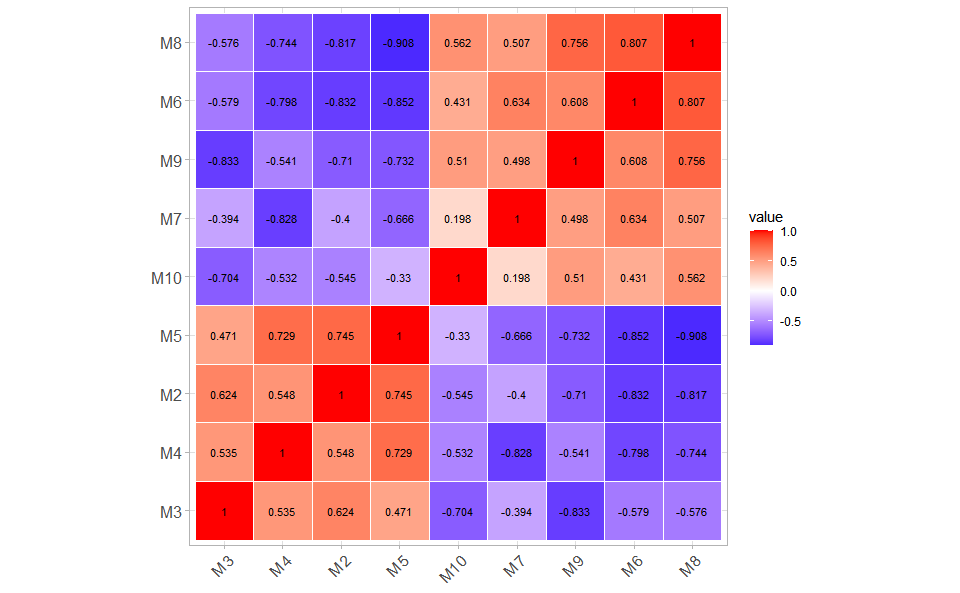 M8 -0.576 -0.744 -0.817 -0.908 0.562 0.507 0.756 0.807 1
M6 -0.579 -0.798 -0.832 -0.852 0.431 0.634 0.608 1 0.807
M9 -0.833 -0.541 -0.71 -0.732 0.51 0.498 1 0.608 0.756
M7 -0.394 -0.828 -0.4 -0.666 0.198 1 0.498 0.634 0.507
M10 -0.704 -0.532 -0.545 -0.33 1 0.198 0.51 0.431 0.562
M5 0.471 0.729 0.745 1 -0.33 -0.666 -0.732 -0.852 -0.908
M2 0.624 0.548 1 0.745 -0.545 -0.4 -0.71 -0.832 -0.817
M4 0.535 1 0.548 0.729 -0.532 -0.828 -0.541 -0.798 -0.744
M3 1 0.535 0.624 0.471 -0.704 -0.394 -0.833 -0.579 -0.576
M3 M4 M2 M5 M10 M7 M9 M6 M8
value
1.0
0.5
0.0
-0.5